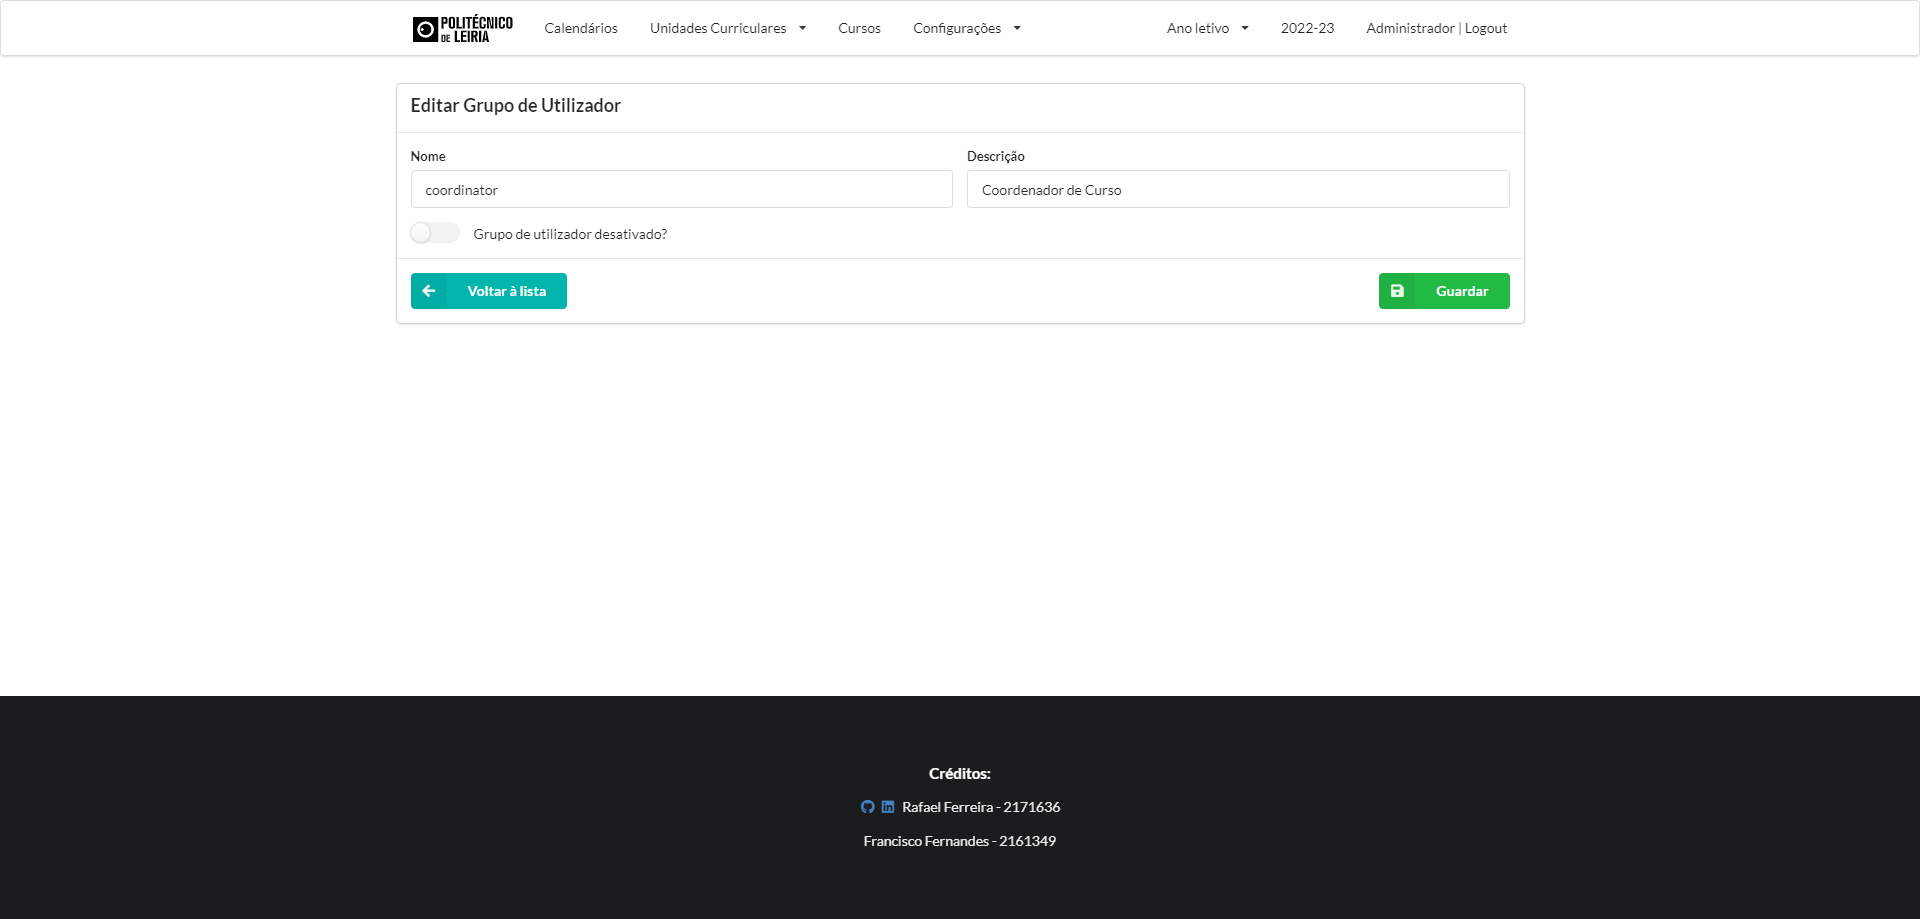 POLITÉCNICO
DE LEIRIA
Calendários
Unidades Curriculares
Cursos
Configurações
Ano letivo
2022-23
Administrador | Logout
Editar Grupo de Utilizador
Nome
Descrição
coordinator
Coordenador de Curso
Grupo de utilizador desativado?
Voltar à lista
Guardar
Créditos:
Rafael Ferreira - 2171636
Francisco Fernandes - 2161349